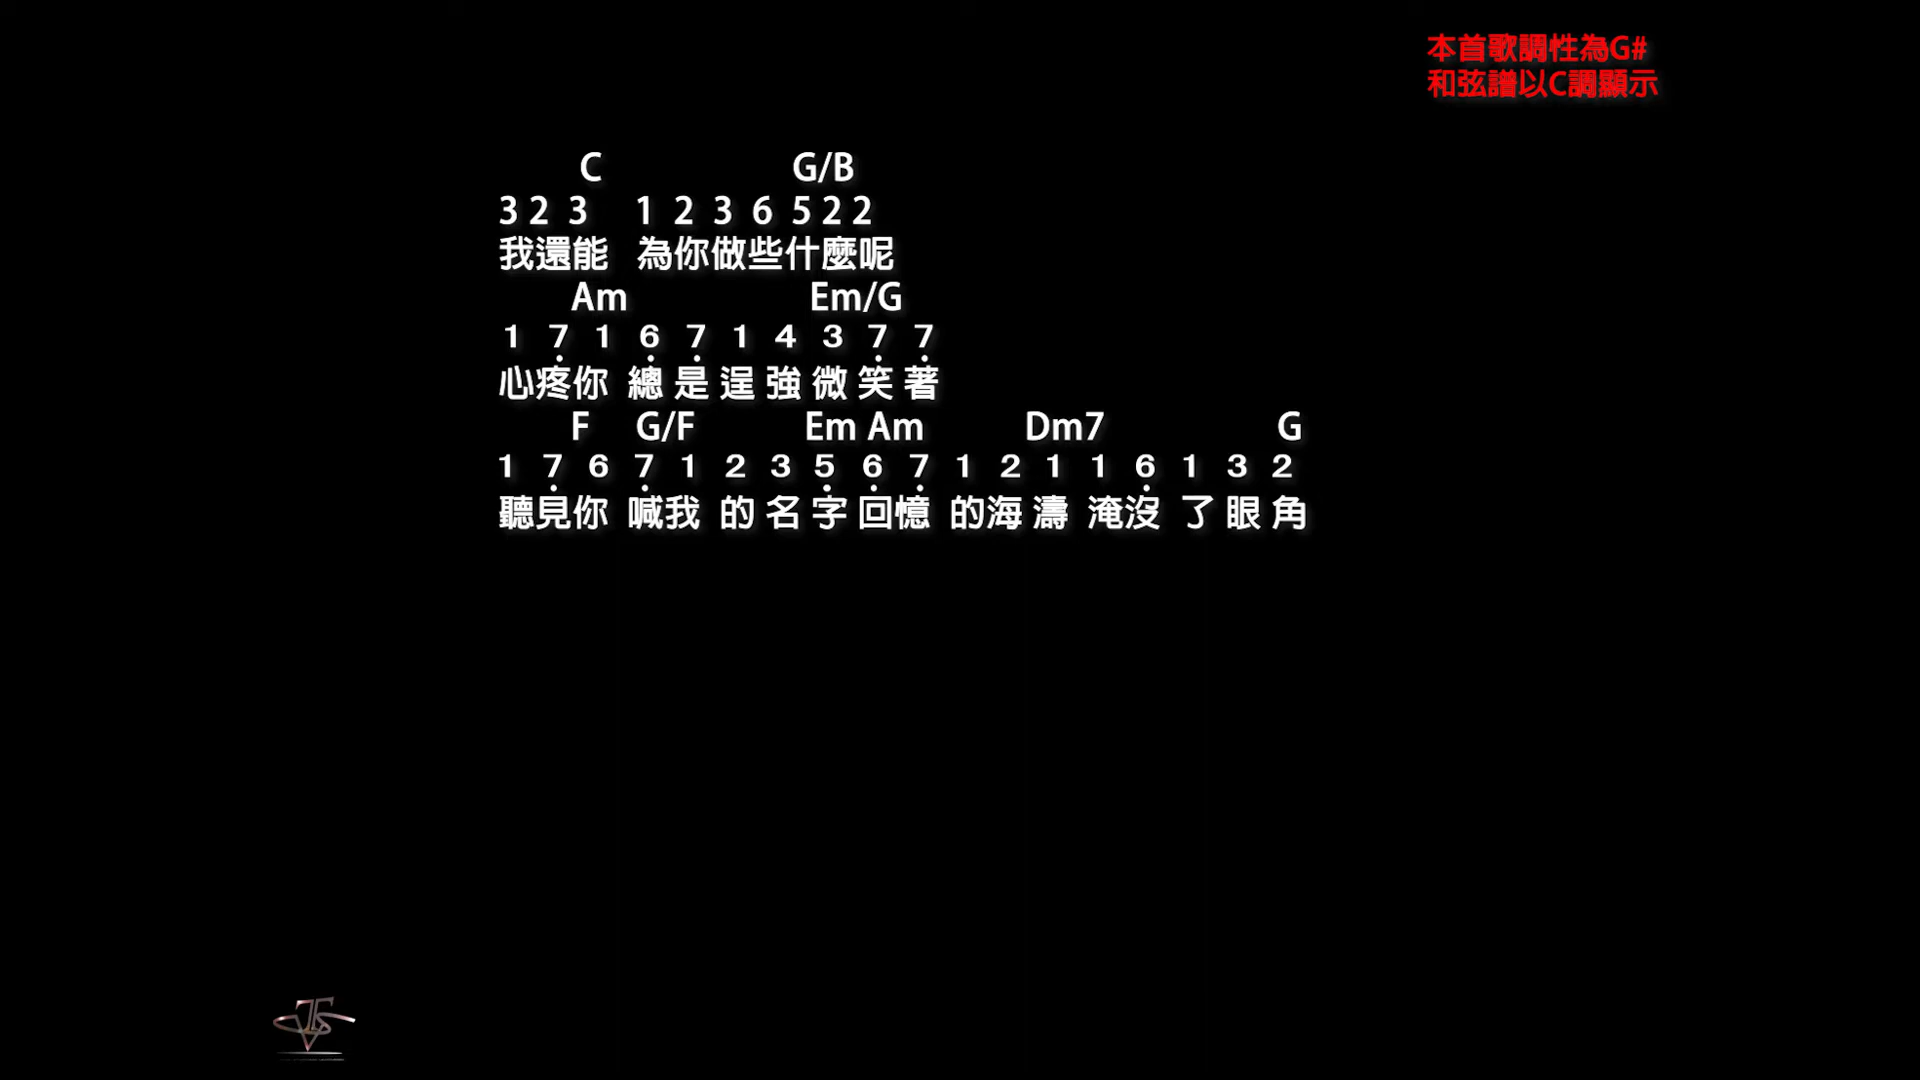 本首歌調性為G#
和弦譜以C調顯示
C G/B
3 2 3 1 2 3 6 5 2 2
我還能 為你做些什麼呢
Am Em/G
1 7̣ 1 6̣ 7̣ 1 4 3 7̣ 7̣
心疼你 總 是 逞 強 微 笑 著
F G/F Em Am Dm7 G
1 7̣ 6 7̣ 1 2 3 5̣ 6̣ 7̣ 1 2 1 1 6̣ 1 3 2
聽見你 喊我 的 名 字 回憶 的海 濤 淹沒 了 眼 角